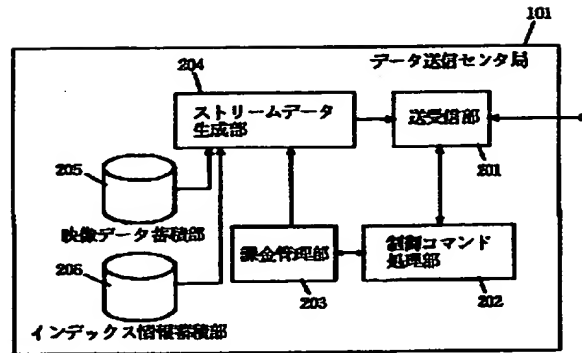 101
データ送信センタ局
204
ストリームデータ
生成部
送受信部
201
205
映像データ蓄積部
206
インデックス情報蓄積部
課金管理部
203
制御コマンド
処理部
202